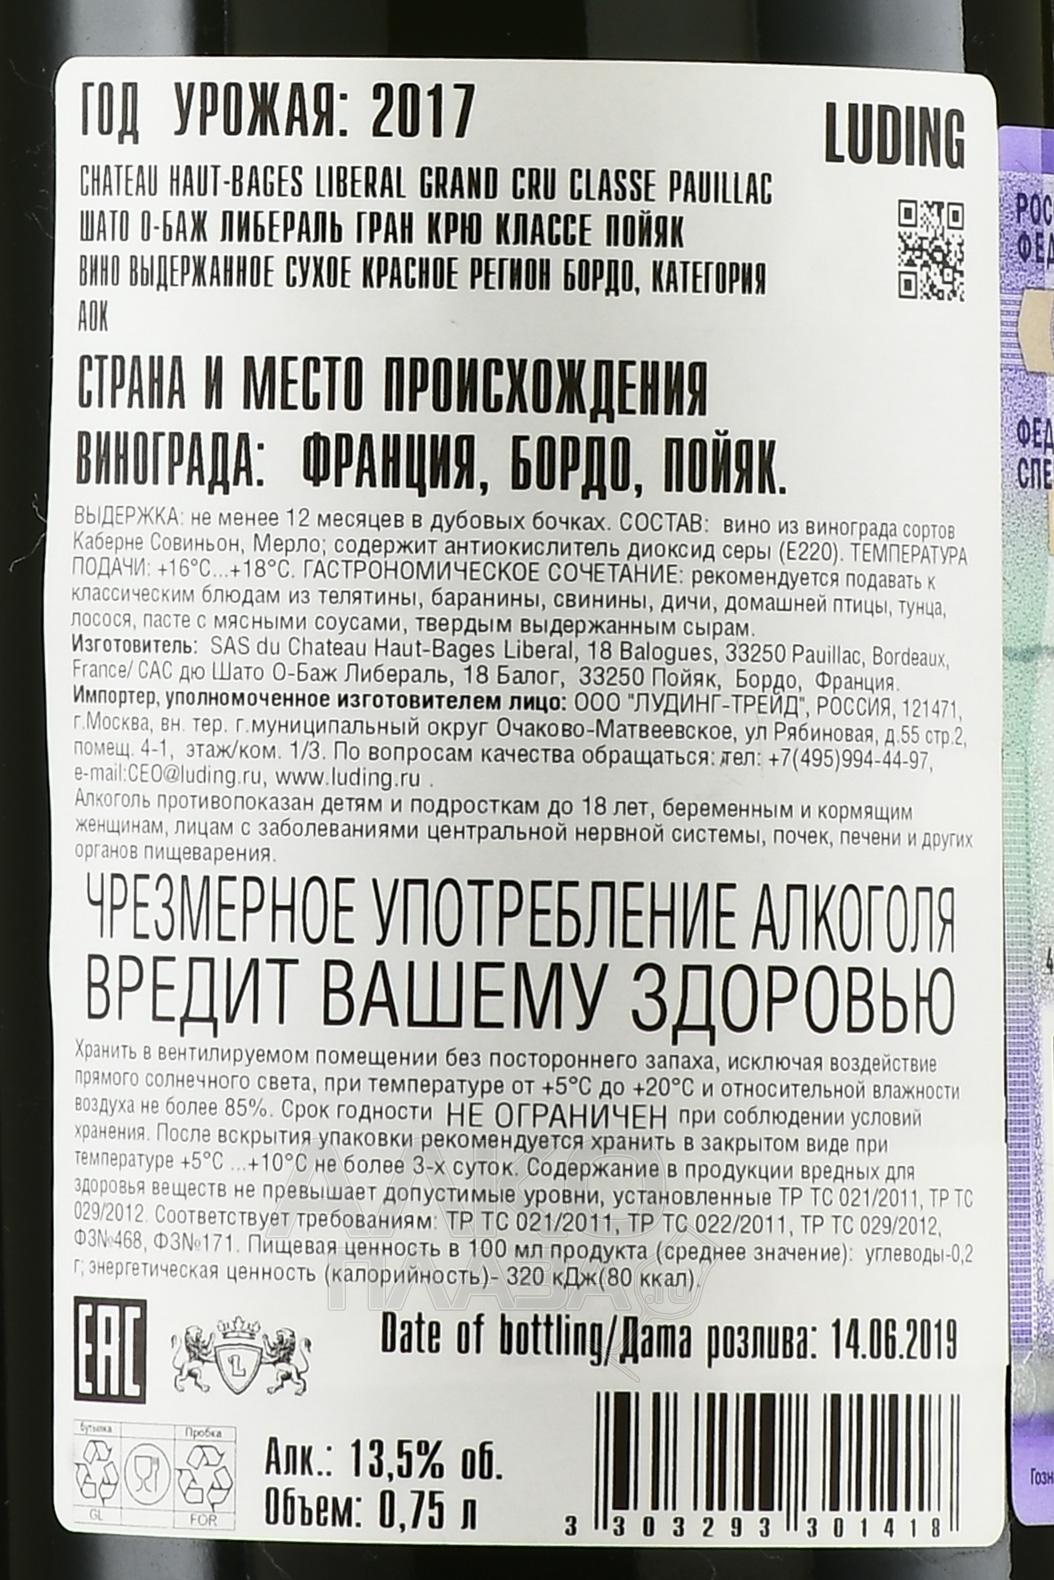 ГОД УРОЖАЯ: 2017
LUDING
CHATEAU HAUT-BAGES LIBERAL GRAND CRU CLASSE PAUILLAC
ШАТО О-БАЖ ЛИБЕРАЛЬ ГРАН КРЮ КЛАССЕ ПОЙЯК
ВИНО ВЫДЕРЖАННОЕ СУХОЕ КРАСНОЕ РЕГИОН БОРДО, КАТЕГОРИЯ
АОК
СТРАНА И МЕСТО ПРОИСХОЖДЕНИЯ
ВИНОГРАДА: ФРАНЦИЯ, БОРДО, ПОЙЯК.
ВЫДЕРЖКА: не менее 12 месяцев в дубовых бочках. СОСТАВ: вино из винограда сортов
Каберне Совиньон, Мерло; содержит антиокислитель диоксид серы (Е220). ТЕМПЕРАТУРА
ПОДАЧИ: +16°C...+18°C. ГАСТРОНОМИЧЕСКОЕ СОЧЕТАНИЕ: рекомендуется подавать к
классическим блюдам из телятины, баранины, свинины, дичи, домашней птицы, тунца,
лосося, пасте с мясными соусами, твердым выдержанным сырам.
Изготовитель: SAS du Chateau Haut-Bages Liberal, 18 Balogues, 33250 Pauillac, Bordeaux,
France/ САС дю Шато О-Баж Либераль, 18 Балог, 33250 Пойяк, Бордо, Франция.
Импортер, уполномоченное изготовителем лицо: ООО "ЛУДИНГ-ТРЕЙД", РОССИЯ, 121471,
г.Москва, вн. тер. г.муниципальный округ Очаково-Матвеевское, ул Рябиновая, д.55 стр.2,
помещ. 4-1, этаж/ком. 1/3. По вопросам качества обращаться: тел: +7(495)994-44-97,
e-mail:CEO@luding.ru, www.luding.ru .
Алкоголь противопоказан детям и подросткам до 18 лет, беременным и кормящим
женщинам, лицам с заболеваниями центральной нервной системы, почек, печени и других
органов пищеварения.
ЧРЕЗМЕРНОЕ УПОТРЕБЛЕНИЕ АЛКОГОЛЯ
ВРЕДИТ ВАШЕМУ ЗДОРОВЬЮ
Хранить в вентилируемом помещении без постороннего запаха, исключая воздействие
прямого солнечного света, при температуре от +5°C до +20°C и относительной влажности
воздуха не более 85%. Срок годности НЕ ОГРАНИЧЕН при соблюдении условий
хранения. После вскрытия упаковки рекомендуется хранить в закрытом виде при
температуре +5°C ...+10°C не более 3-х суток. Содержание в продукции вредных для
здоровья веществ не превышает допустимые уровни, установленные ТР ТС 021/2011, ТР ТС
029/2012. Соответствует требованиям: ТР ТС 021/2011, ТР ТС 022/2011, ТР ТС 029/2012,
ФЗ№468, ФЗ№171. Пищевая ценность в 100 мл продукта (среднее значение): углеводы-0,2
г; энергетическая ценность (калорийность)- 320 кДж(80 ккал).
АЛКО
ПЛАЗА.ru
EAC
L
Date of bottling/Дата розлива: 14.06.2019
бутылка
Пробка
GL
FOR
Алк.: 13,5% об.
Объем: 0,75 л
3 303293 301418
РОС
ФЕД
ФЕД
СПЕ
4
Гозн